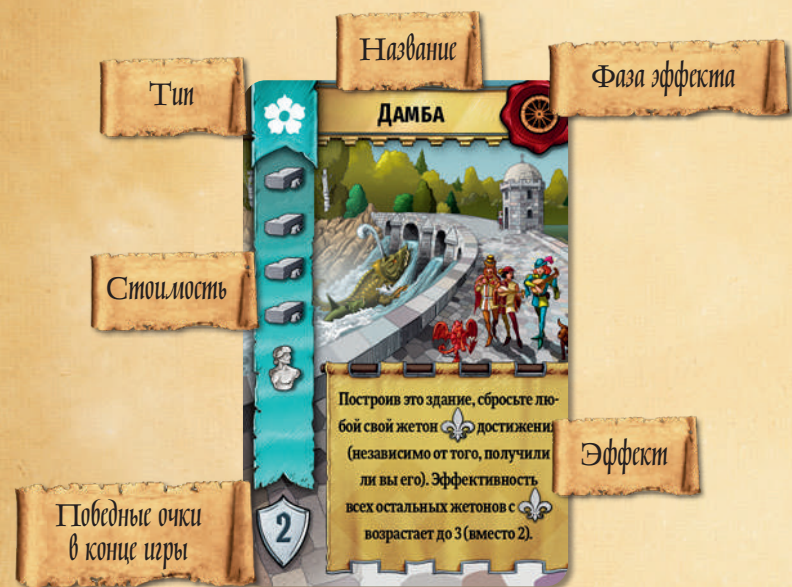 Название
Тип
Фаза эффекта
Дамба
Стоимость
Построив это здание, сбросьте лю-
бой свой жетон достижения
(независимо от того, получили
ли вы его). Эффективность
всех остальных жетонов с
возрастает до 3 (вместо 2).
Эффект
Победные очки
в конце игры
2